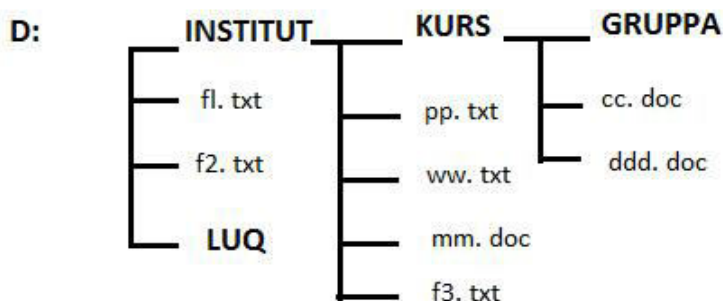 D: INSTITUT KURS GRUPPA
fl. txt pp. txt cc. doc
f2. txt ww. txt ddd. doc
LUQ mm. doc
f3. txt